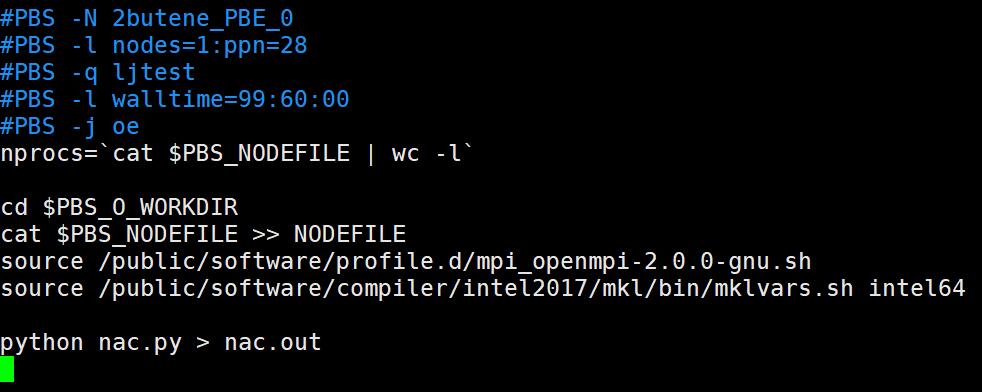 #PBS -N 2butene_PBE_0
#PBS -l nodes=1:ppn=28
#PBS -q ljtest
#PBS -l walltime=99:60:00
#PBS -j oe
nprocs=`cat $PBS_NODEFILE | wc -l`
cd $PBS_O_WORKDIR
cat $PBS_NODEFILE >> NODEFILE
source /public/software/profile.d/mpi_openmpi-2.0.0-gnu.sh
source /public/software/compiler/intel2017/mkl/bin/mklvars.sh intel64
python nac.py > nac.out